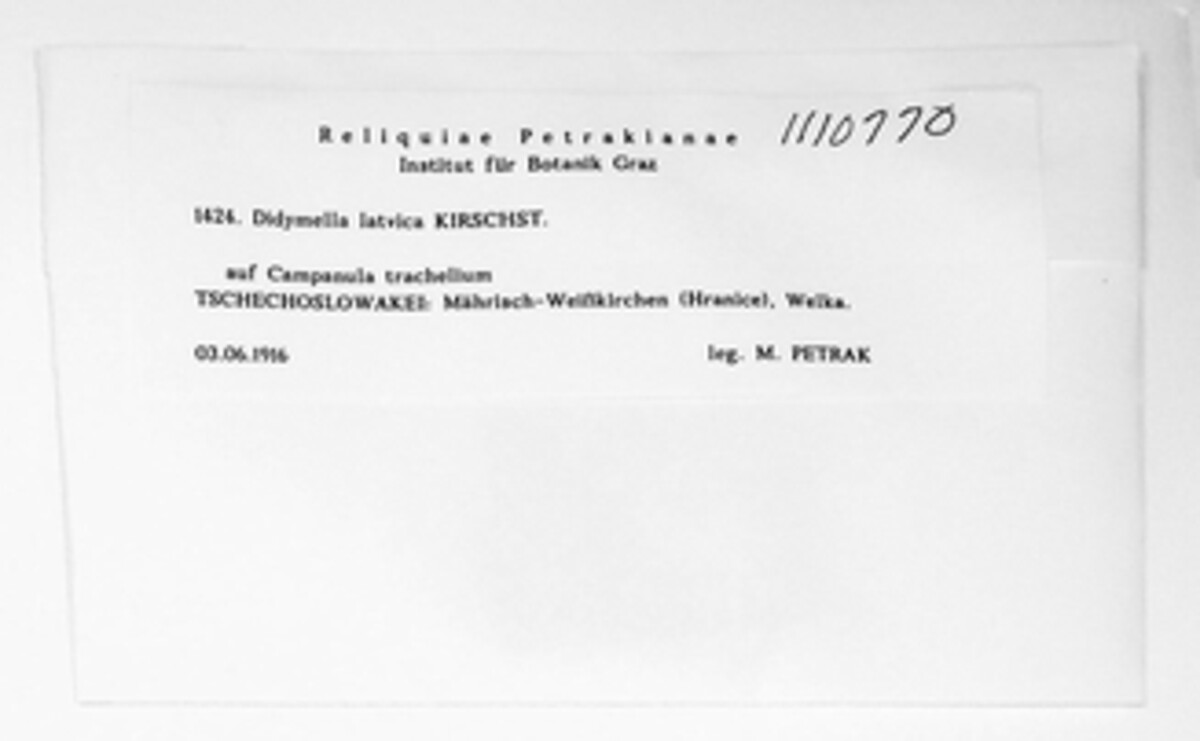 Reliquiae Petrakianae 1110770
Institut für Botanik Graz
1424. Didymella latvica KIRSCHST.
auf Campanula trachelium
TSCHECHOSLOWAKEI: Mährisch-Weißkirchen (Hranice), Welka.
03.06.1916 leg. M. PETRAK